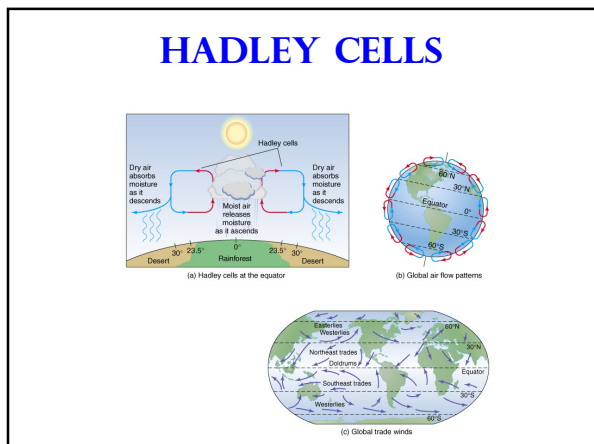 HADLEY CELLS
Hadley cells
Dry air
absorbs
moisture
as it
descends
Dry air
absorbs
moisture
as it
descends
Moist air
releases
moisture
as it ascends
30°
23.5°
0°
23.5°
30°
Desert
Rainforest
Desert
(a) Hadley cells at the equator
60°N
30°N
Equator
0°
30°S
60°S
(b) Global air flow patterns
Easterlies
60°N
Westerlies
30°N
Northeast trades
Doldrums
Equator
Southeast trades
30°S
Westerlies
60°S
(c) Global trade winds